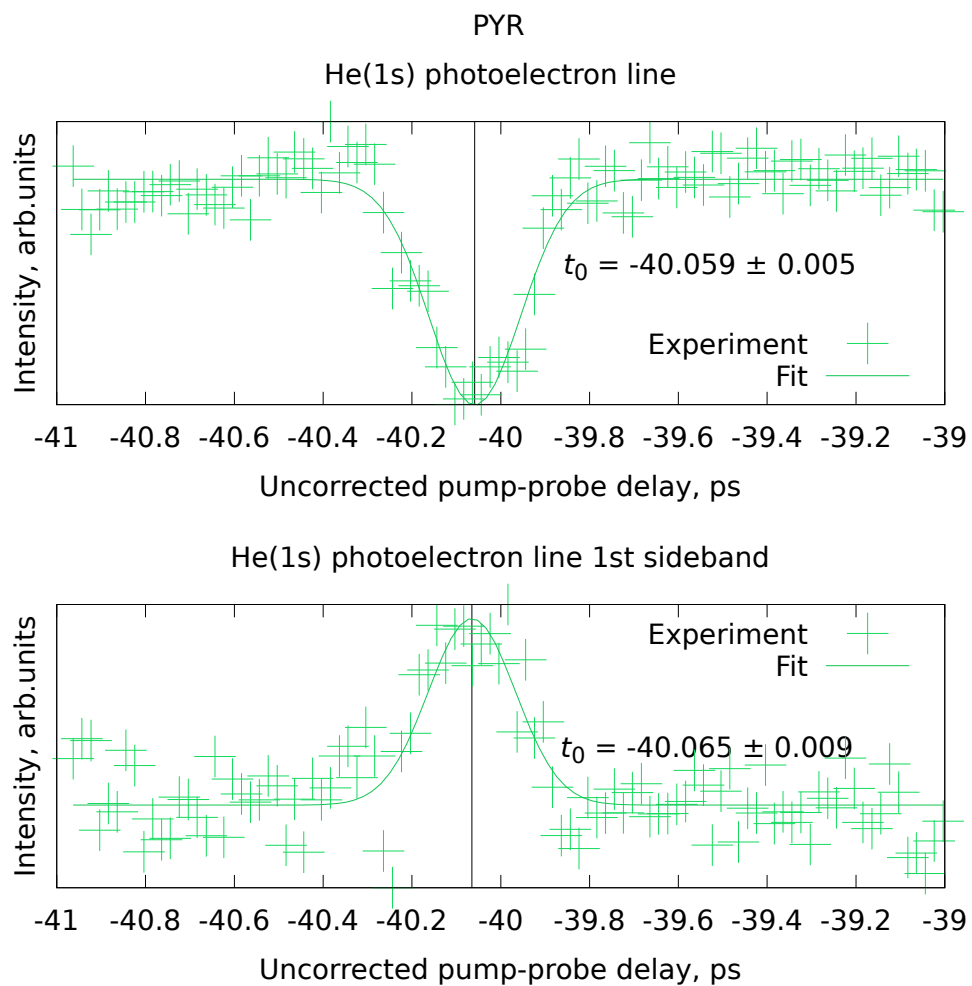 PYR
He(1s) photoelectron line
Intensity, arb.units
t0 = -40.059 ± 0.005
Experiment
Fit
-41 -40.8 -40.6 -40.4 -40.2 -40 -39.8 -39.6 -39.4 -39.2 -39
Uncorrected pump-probe delay, ps
He(1s) photoelectron line 1st sideband
Intensity, arb.units
Experiment
Fit
t0 = -40.065 ± 0.009
-41 -40.8 -40.6 -40.4 -40.2 -40 -39.8 -39.6 -39.4 -39.2 -39
Uncorrected pump-probe delay, ps